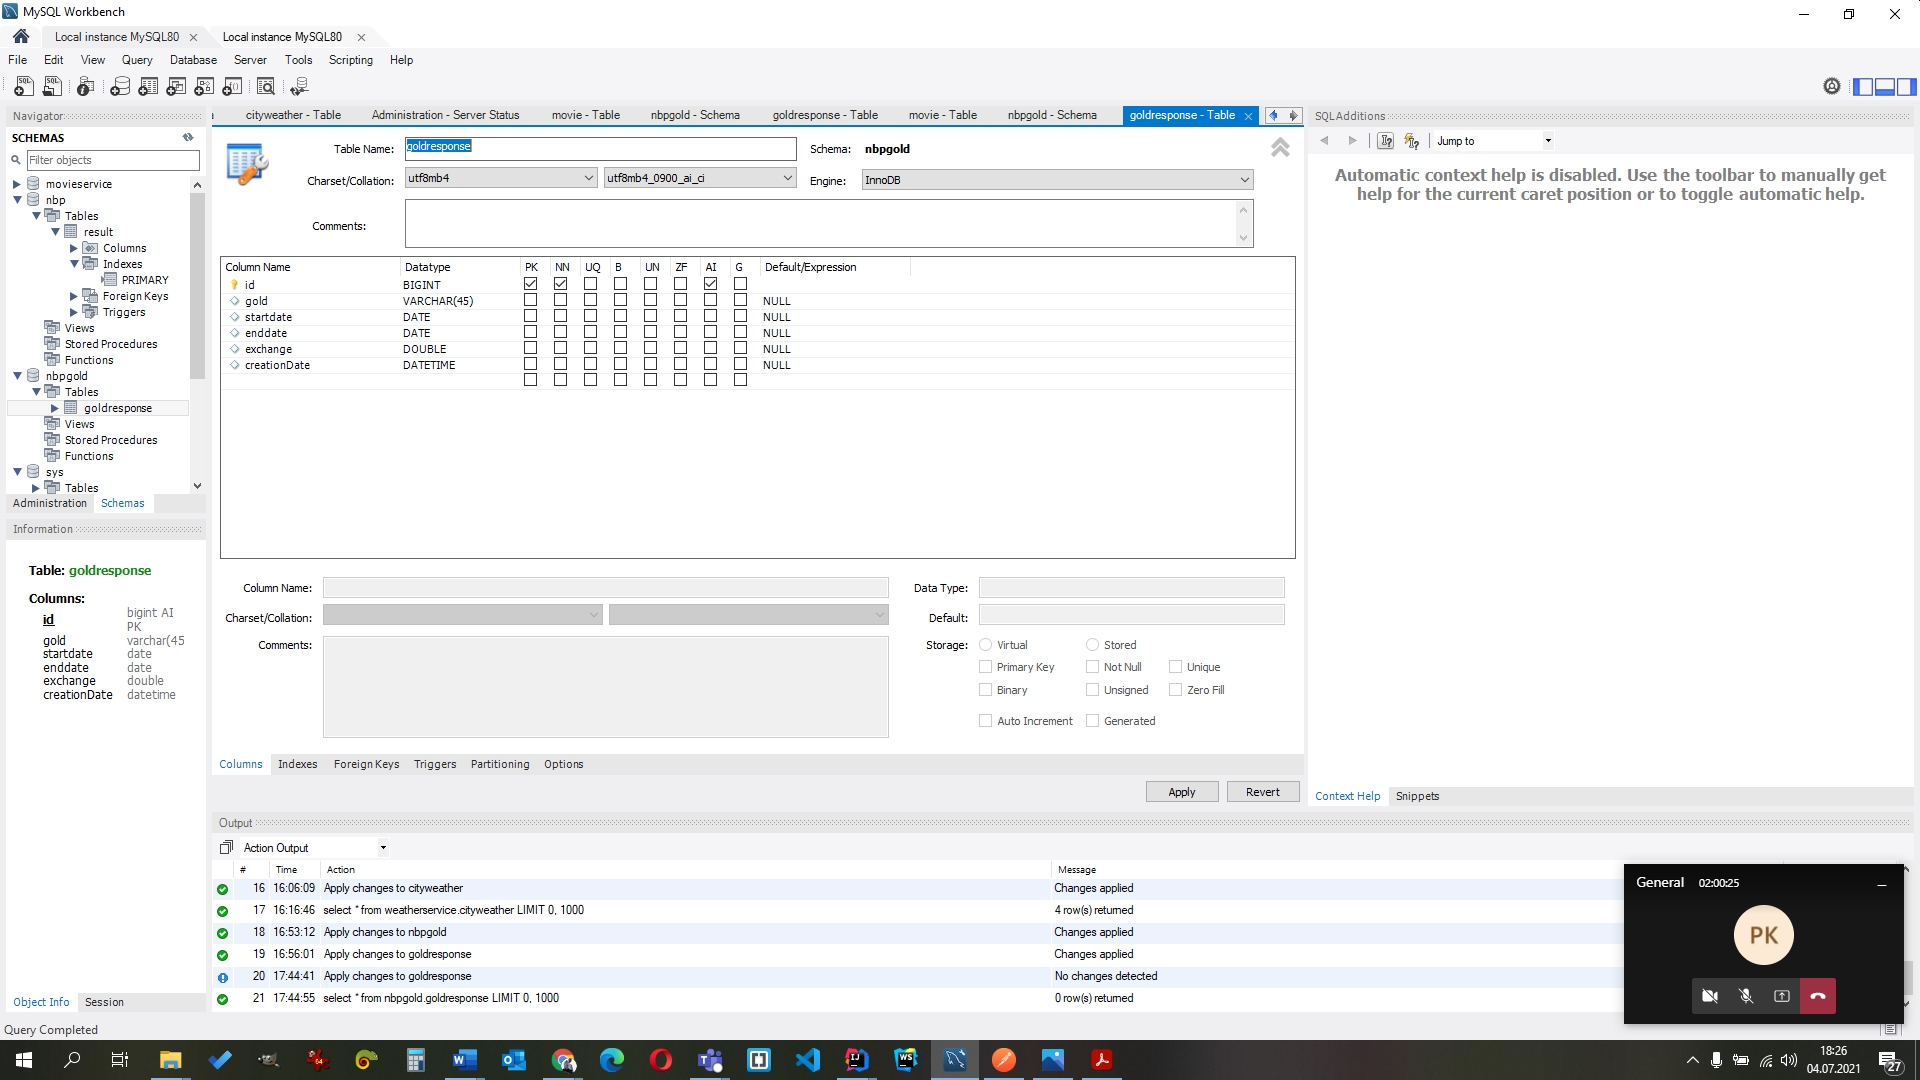 MySQL Workbench
Local instance MySQL80
Local instance MySQL80
File Edit View Query Database Server Tools Scripting Help
Navigator
SCHEMAS
Filter objects
movieservice
nbp
Tables
result
Columns
Indexes
PRIMARY
Foreign Keys
Triggers
Views
Stored Procedures
Functions
nbpgold
Tables
goldresponse
Views
Stored Procedures
Functions
sys
Tables
Administration Schemas
Information
Table: goldresponse
Columns:
id bigint AI PK
gold varchar(45
startdate date
enddate date
exchange double
creationDate datetime
Object Info Session
cityweather - Table Administration - Server Status movie - Table nbpgold - Schema goldresponse - Table movie - Table nbpgold - Schema goldresponse - Table
Table Name: goldresponse Schema: nbpgold
Charset/Collation: utf8mb4 utf8mb4_0900_ai_ci Engine: InnoDB
Comments:
Column Name Datatype PK NN UQ B UN ZF AI G Default/Expression
id BIGINT
gold VARCHAR(45) NULL
startdate DATE NULL
enddate DATE NULL
exchange DOUBLE NULL
creationDate DATETIME NULL
Column Name: Data Type:
Charset/Collation: Default:
Comments: Storage: Virtual Stored
Primary Key Not Null Unique
Binary Unsigned Zero Fill
Auto Increment Generated
Columns Indexes Foreign Keys Triggers Partitioning Options
Apply Revert
SQLAdditions
Jump to
Automatic context help is disabled. Use the toolbar to manually get
help for the current caret position or to toggle automatic help.
Context Help Snippets
Output
Action Output
# Time Action Message
16 16:06:09 Apply changes to cityweather Changes applied
17 16:16:46 select * from weatherservice.cityweather LIMIT 0, 1000 4 row(s) returned
18 16:53:12 Apply changes to nbpgold Changes applied
19 16:56:01 Apply changes to goldresponse Changes applied
20 17:44:41 Apply changes to goldresponse No changes detected
21 17:44:55 select * from nbpgold.goldresponse LIMIT 0, 1000 0 row(s) returned
General 02:00:25
PK
Query Completed
18:26
04.07.2021
27